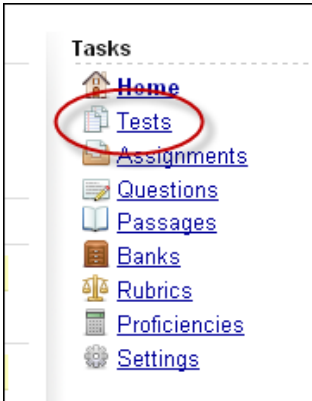 Tasks
Home
Tests
Assignments
Questions
Passages
Banks
Rubrics
Proficiencies
Settings